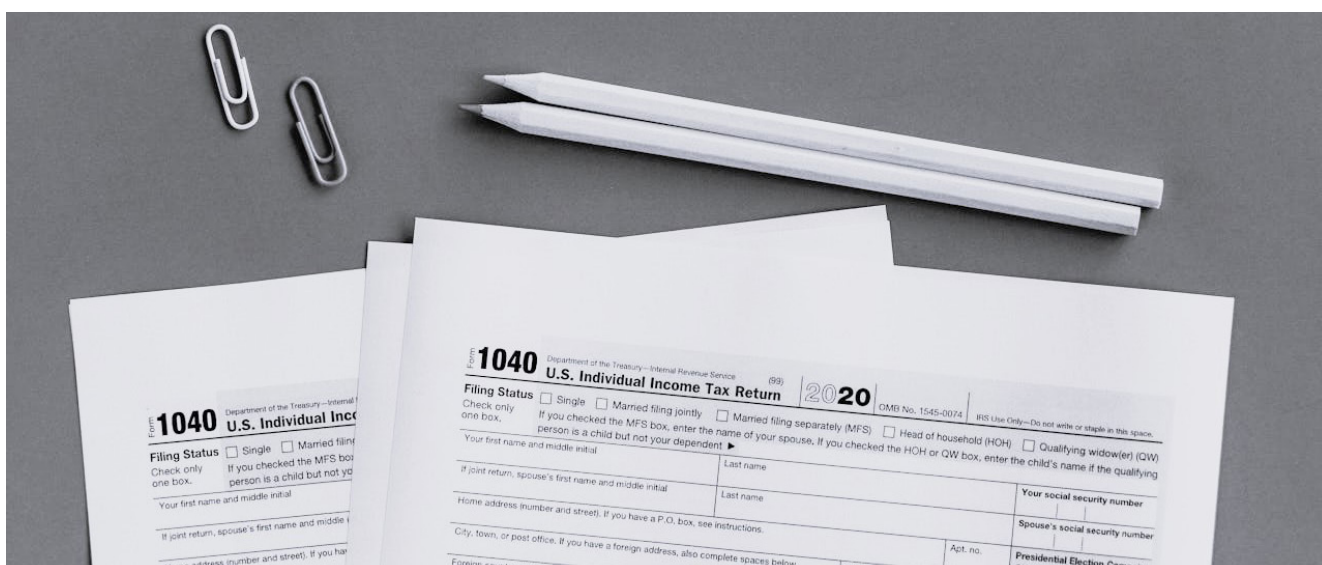 Form 1040 Department of the Treasury—Internal Revenue Service (99)
U.S. Individual Income Tax Return 2020 OMB No. 1545-0074 IRS Use Only—Do not write or staple in this space.
Filing Status Single Married filing jointly Married filing separately (MFS) Head of household (HOH) Qualifying widow(er) (QW)
Check only If you checked the MFS box, enter the name of your spouse. If you checked the HOH or QW box, enter the child's name if the qualifying
one box. person is a child but not your dependent ►
Your first name and middle initial Last name Your social security number
If joint return, spouse's first name and middle initial Last name Spouse's social security number
Home address (number and street). If you have a P.O. box, see instructions. Apt. no. Presidential Election
City, town, or post office. If you have a foreign address, also complete spaces below.
Foreign
Form 1040 Department of the Treasury—Internal
U.S. Individual Inc
Filing Status Single Married filin
Check only If you checked the MFS box
one box. person is a child but not yo
Your first name and middle initial
If joint return, spouse's first name and middle
address (number and street). If you hav